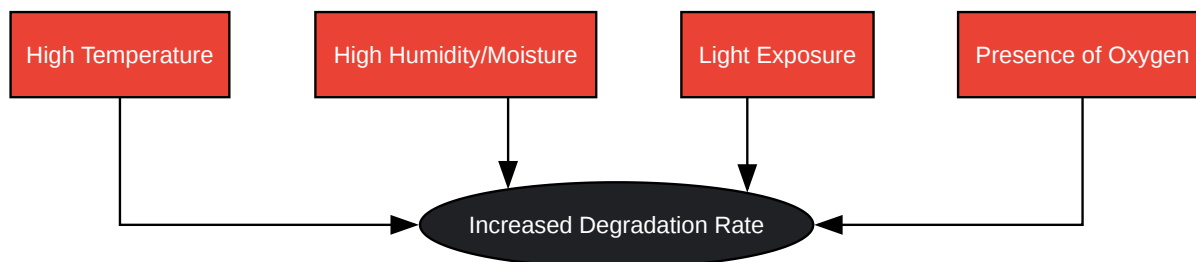 High Temperature
High Humidity/Moisture
Light Exposure
Presence of Oxygen
Increased Degradation Rate